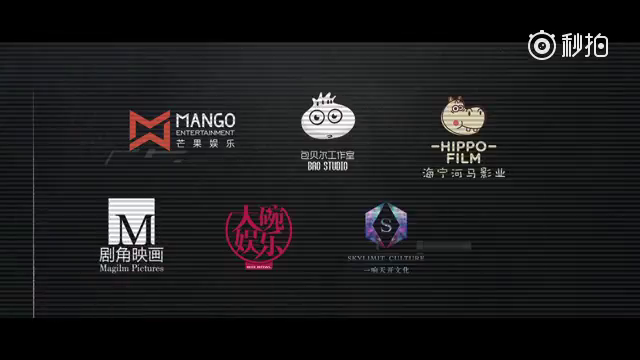 秒拍
MANGO
ENTERTAINMENT
芒果娱乐
包贝尔工作室
BAO STUDIO
-HIPPO-
FILM
海宁河马影业
M
剧角映画
Magilm Pictures
大碗
娱乐
S
SKYLIMIT CULTURE
一响天开文化